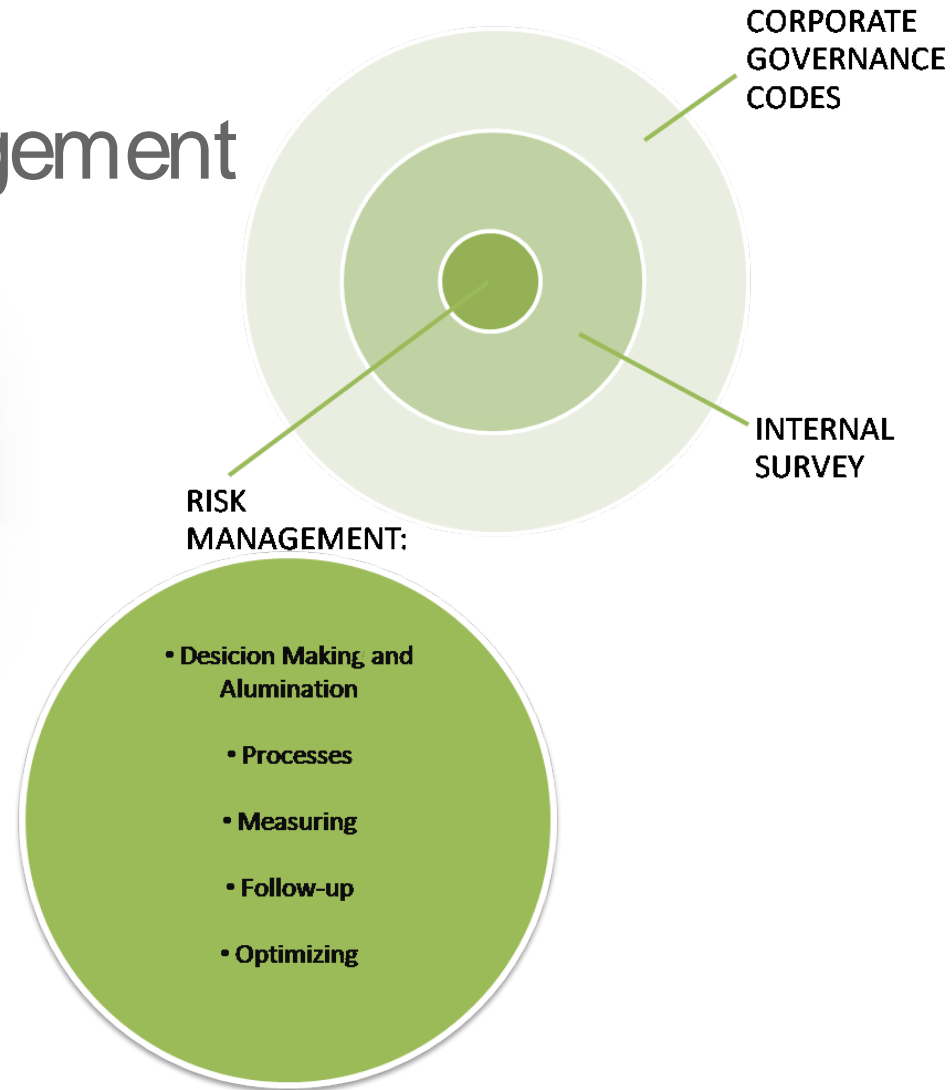 CORPORATE
GOVERNANCE
CODES
gement
INTERNAL
SURVEY
RISK
MANAGEMENT:
• Desicion Making and
Alumination
• Processes
• Measuring
• Follow-up
• Optimizing